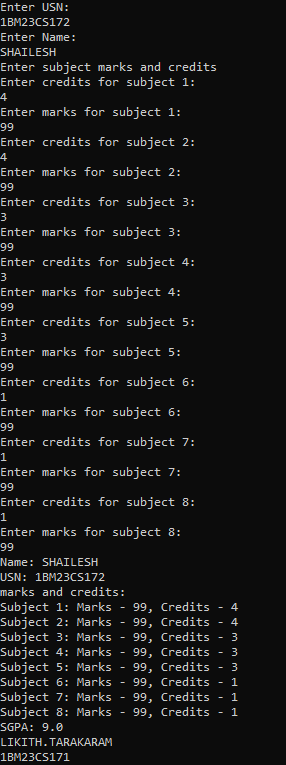 Enter USN:
1BM23CS172
Enter Name:
SHAILESH
Enter subject marks and credits
Enter credits for subject 1:
4
Enter marks for subject 1:
99
Enter credits for subject 2:
4
Enter marks for subject 2:
99
Enter credits for subject 3:
3
Enter marks for subject 3:
99
Enter credits for subject 4:
3
Enter marks for subject 4:
99
Enter credits for subject 5:
3
Enter marks for subject 5:
99
Enter credits for subject 6:
1
Enter marks for subject 6:
99
Enter credits for subject 7:
1
Enter marks for subject 7:
99
Enter credits for subject 8:
1
Enter marks for subject 8:
99
Name: SHAILESH
USN: 1BM23CS172
marks and credits:
Subject 1: Marks - 99, Credits - 4
Subject 2: Marks - 99, Credits - 4
Subject 3: Marks - 99, Credits - 3
Subject 4: Marks - 99, Credits - 3
Subject 5: Marks - 99, Credits - 3
Subject 6: Marks - 99, Credits - 1
Subject 7: Marks - 99, Credits - 1
Subject 8: Marks - 99, Credits - 1
SGPA: 9.0
LIKITH.TARAKARAM
1BM23CS171